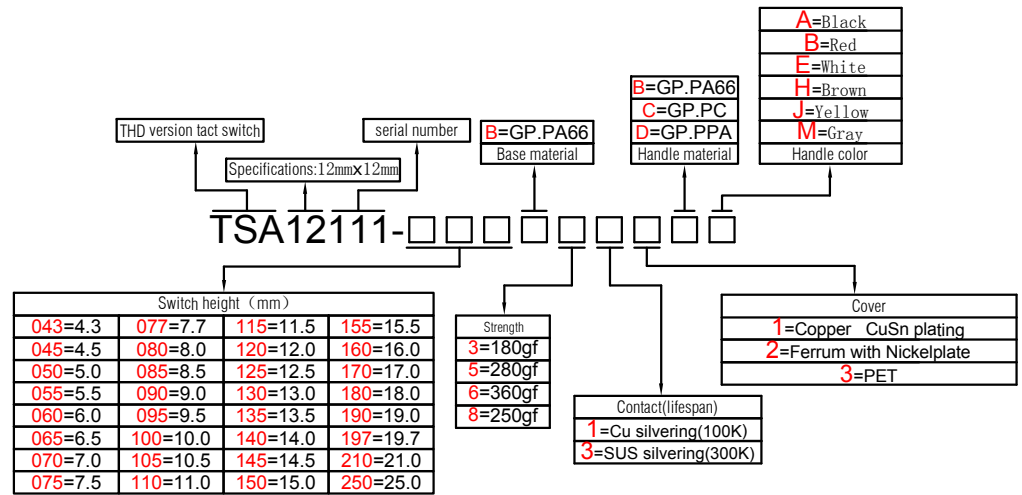 A=Black
B=Red
E=White
H=Brown
J=Yellow
M=Gray
Handle color
B=GP.PA66
C=GP.PC
D=GP.PPA
Handle material
B=GP.PA66
Base material
THD version tact switch
serial number
Specifications:12mmx12mm
TSA12111-□□□□□□□□□
Switch height（mm）
043=4.3 077=7.7 115=11.5 155=15.5
045=4.5 080=8.0 120=12.0 160=16.0
050=5.0 085=8.5 125=12.5 170=17.0
055=5.5 090=9.0 130=13.0 180=18.0
060=6.0 095=9.5 135=13.5 190=19.0
065=6.5 100=10.0 140=14.0 197=19.7
070=7.0 105=10.5 145=14.5 210=21.0
075=7.5 110=11.0 150=15.0 250=25.0
Strength
3=180gf
5=280gf
6=360gf
8=250gf
Contact(lifespan)
1=Cu silvering(100K)
3=SUS silvering(300K)
Cover
1=Copper CuSn plating
2=Ferrum with Nickelplate
3=PET